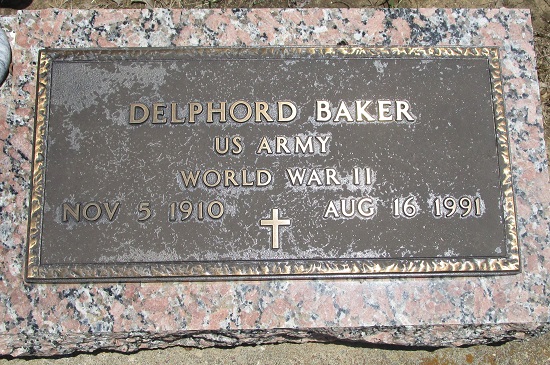 DELPHORD BAKER
US ARMY
WORLD WAR II
NOV 5 1910 AUG 16 1991